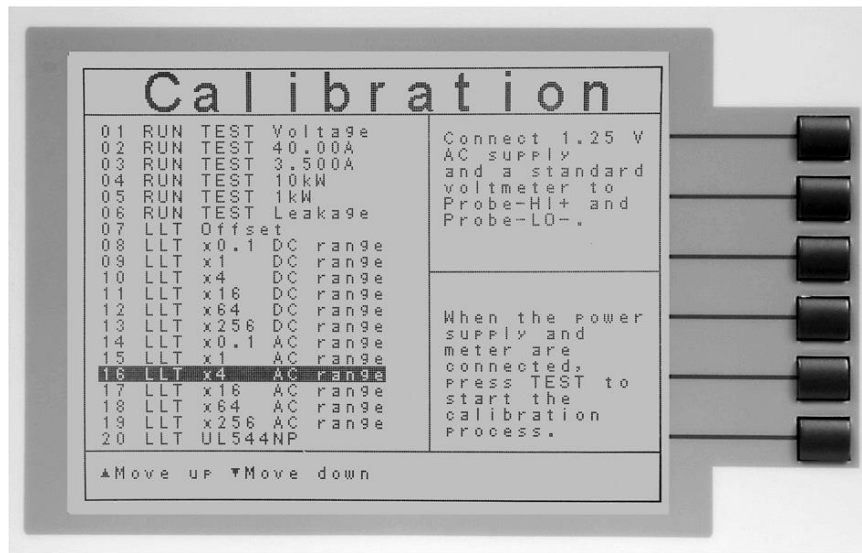 Calibration
01 RUN TEST Voltage
02 RUN TEST 40.00A
03 RUN TEST 3.500A
04 RUN TEST 10kW
05 RUN TEST 1kW
06 RUN TEST Leakage
07 LLT Offset
08 LLT x0.1 DC range
09 LLT x1 DC range
10 LLT x4 DC range
11 LLT x16 DC range
12 LLT x64 DC range
13 LLT x256 DC range
14 LLT x0.1 AC range
15 LLT x1 AC range
16 LLT x4 AC range
17 LLT x16 AC range
18 LLT x64 AC range
19 LLT x256 AC range
20 LLT UL544NP
Connect 1.25 V
AC supply
and a standard
voltmeter to
Probe-HI+ and
Probe-LO-.
When the power
supply and
meter are
connected,
press TEST to
start the
calibration
process.
▲Move up ▼Move down